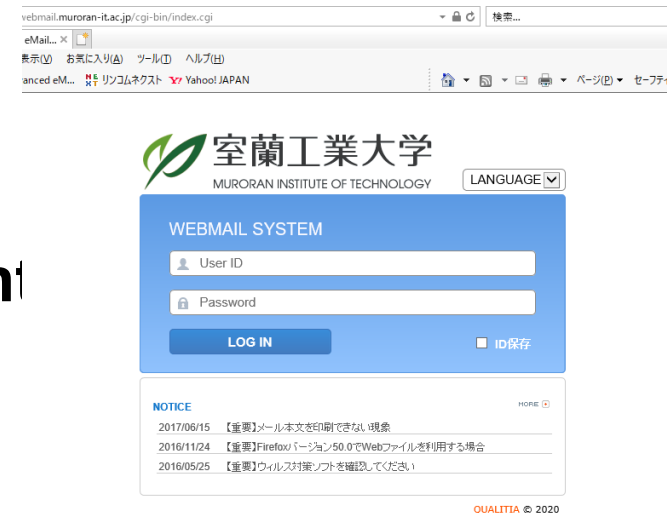 webmail.muroran-it.ac.jp/cgi-bin/index.cgi 検索...
eMail... ×
表示(V) お気に入り(A) ツール(T) ヘルプ(H)
anced eM... リンコムネクスト Yahoo! JAPAN ページ(P) セーフティ
室蘭工業大学
MURORAN INSTITUTE OF TECHNOLOGY
LANGUAGE
WEBMAIL SYSTEM
User ID
nt
Password
LOG IN ID保存
NOTICE MORE
2017/06/15 【重要】メール本文を印刷できない現象
2016/11/24 【重要】Firefoxバージョン50.0でWebファイルを利用する場合
2016/05/25 【重要】ウィルス対策ソフトを確認してください
QUALITIA © 2020